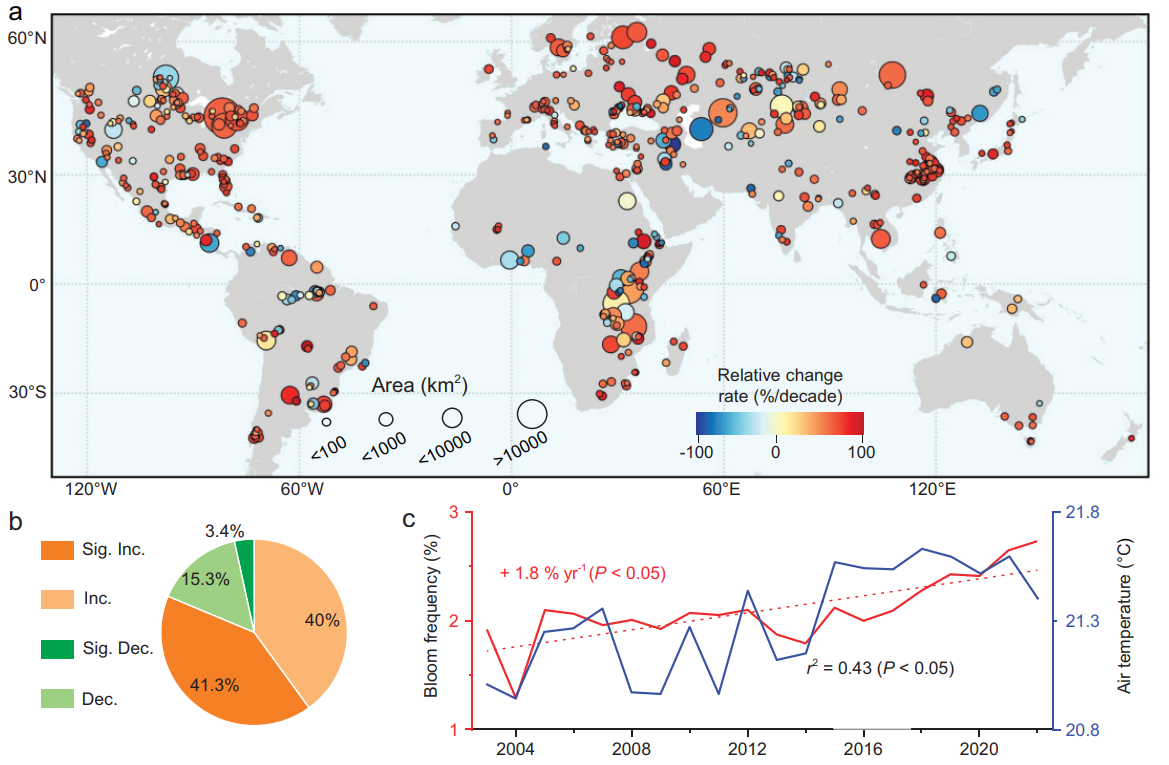 a
60°N
30°N
0°
30°S
120°W
60°W
0°
60°E
120°E
Area (km²)
<100
<1000
<10000
>10000
Relative change
rate (%/decade)
-100
0
100
b
Sig. Inc.
Inc.
Sig. Dec.
Dec.
3.4%
15.3%
40%
41.3%
c
Bloom frequency (%)
3
2
1
+ 1.8 % yr⁻¹ (P < 0.05)
r² = 0.43 (P < 0.05)
21.8
21.3
20.8
Air temperature (°C)
2004
2008
2012
2016
2020